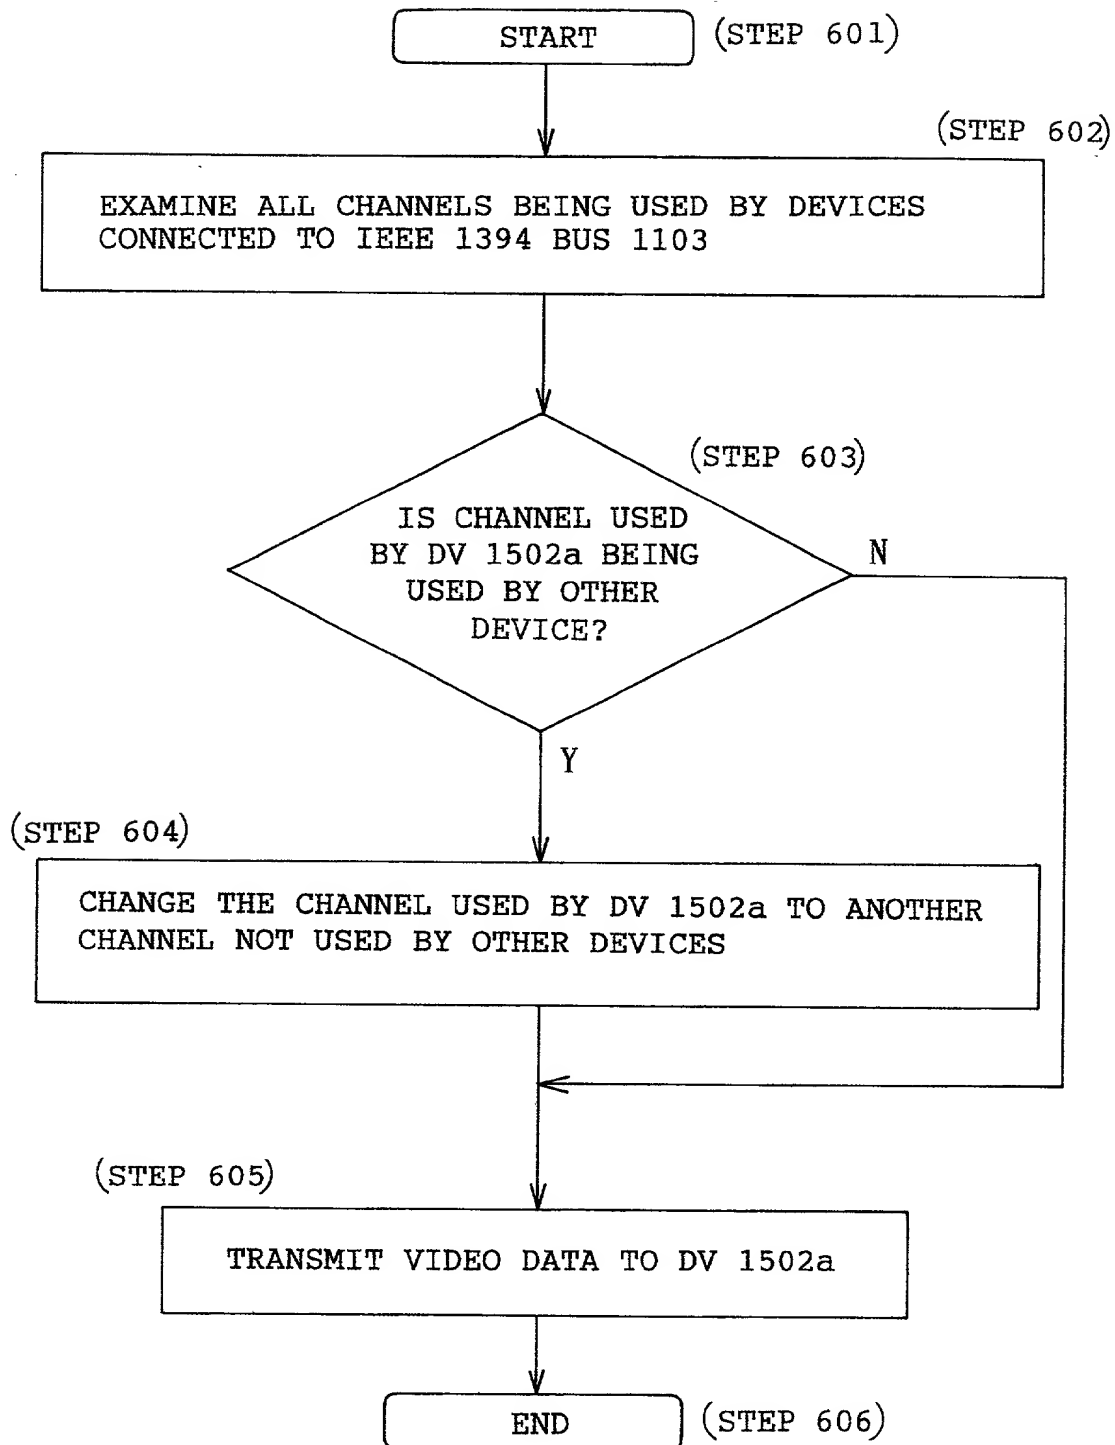 START (STEP 601)
(STEP 602)
EXAMINE ALL CHANNELS BEING USED BY DEVICES
CONNECTED TO IEEE 1394 BUS 1103
(STEP 603)
IS CHANNEL USED
BY DV 1502a BEING
USED BY OTHER
DEVICE?
N
Y
(STEP 604)
CHANGE THE CHANNEL USED BY DV 1502a TO ANOTHER
CHANNEL NOT USED BY OTHER DEVICES
(STEP 605)
TRANSMIT VIDEO DATA TO DV 1502a
END (STEP 606)